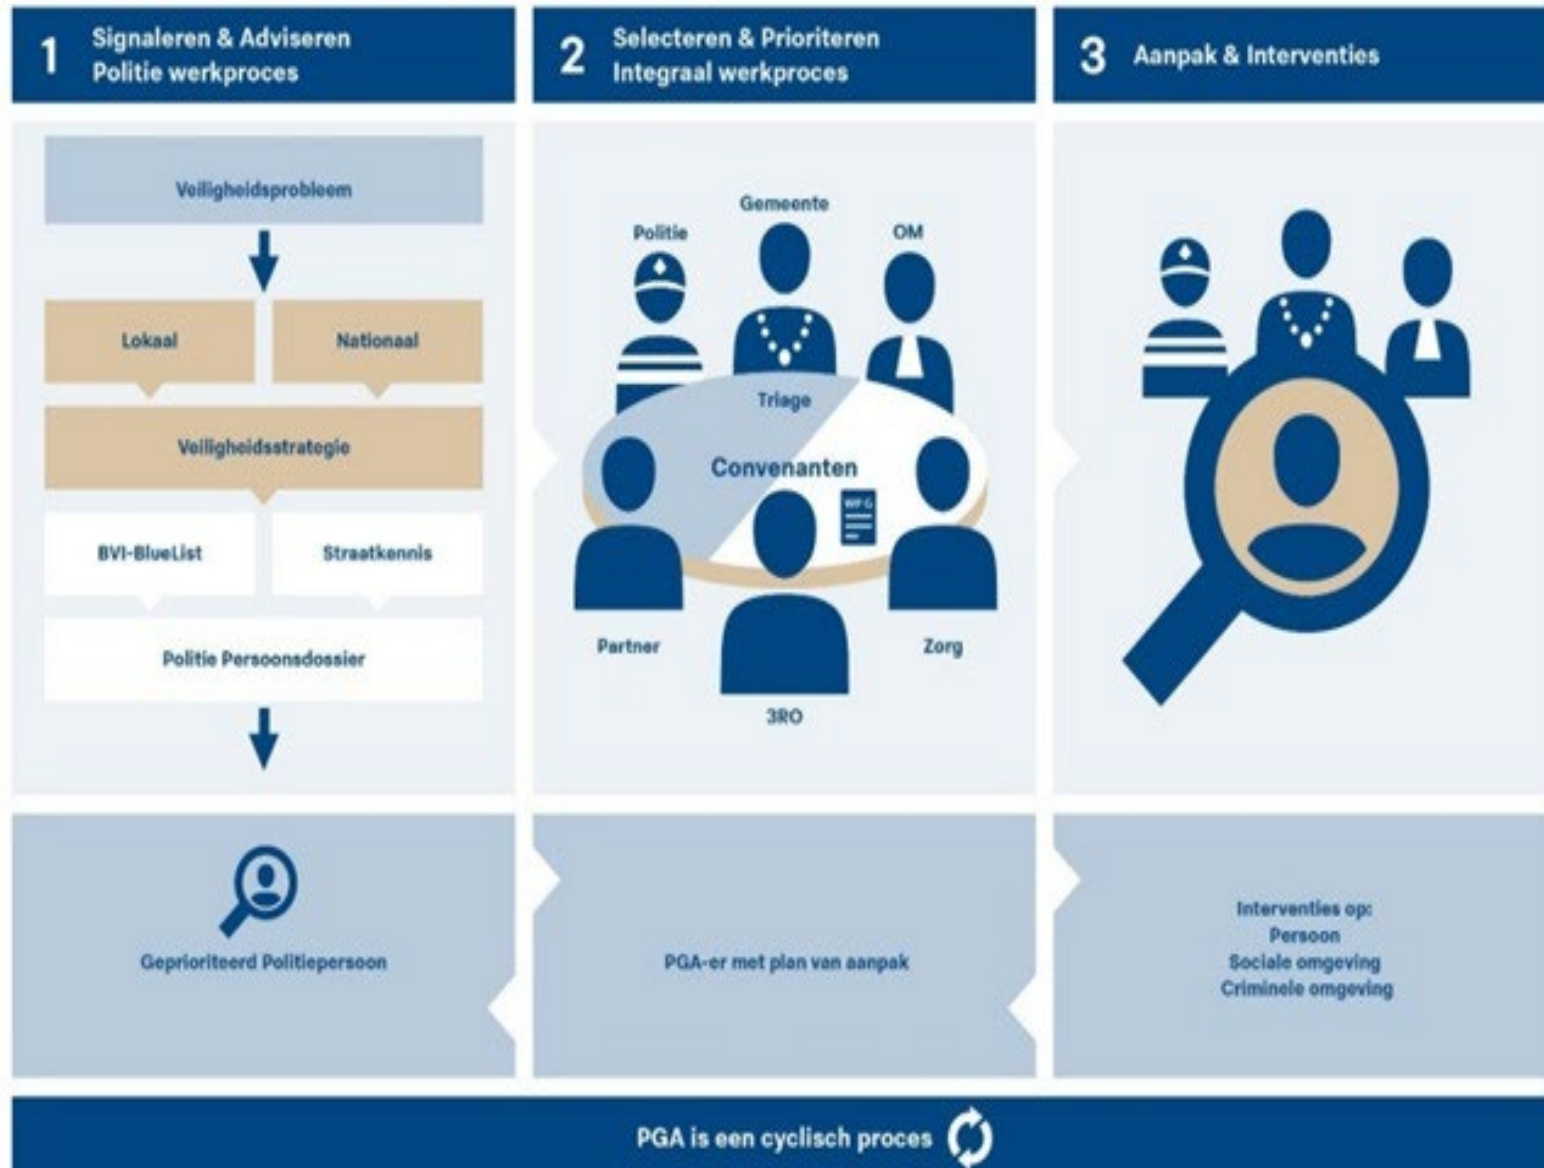 1
Signaleren & Adviseren
Politie werkproces
Veiligheidsprobleem
Lokaal
Nationaal
Veiligheidsstrategie
BVI-BlueList
Straatkennis
Politie Persoonsdossier
Geprioriteerd Politiepersoon
2
Selecteren & Prioriteren
Integraal werkproces
Gemeente
Politie
OM
Triage
Convenanten
Partner
Zorg
3RO
PGA-er met plan van aanpak
3
Aanpak & Interventies
Interventies op:
Persoon
Sociale omgeving
Criminele omgeving
PGA is een cyclisch proces